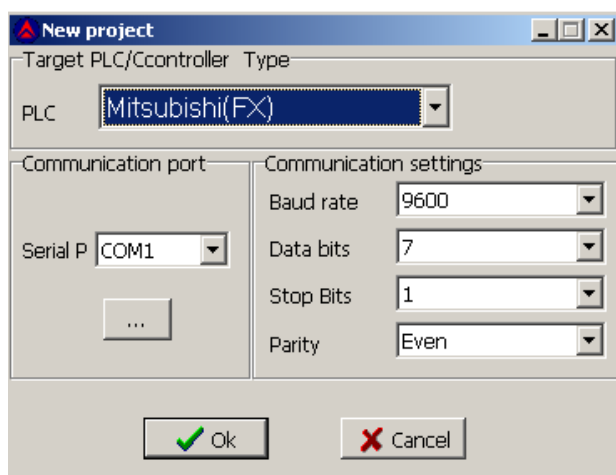 New project
Target PLC/Ccontroller Type
PLC Mitsubishi(FX)
Communication port
Serial P COM1
...
Communication settings
Baud rate 9600
Data bits 7
Stop Bits 1
Parity Even
Ok
Cancel